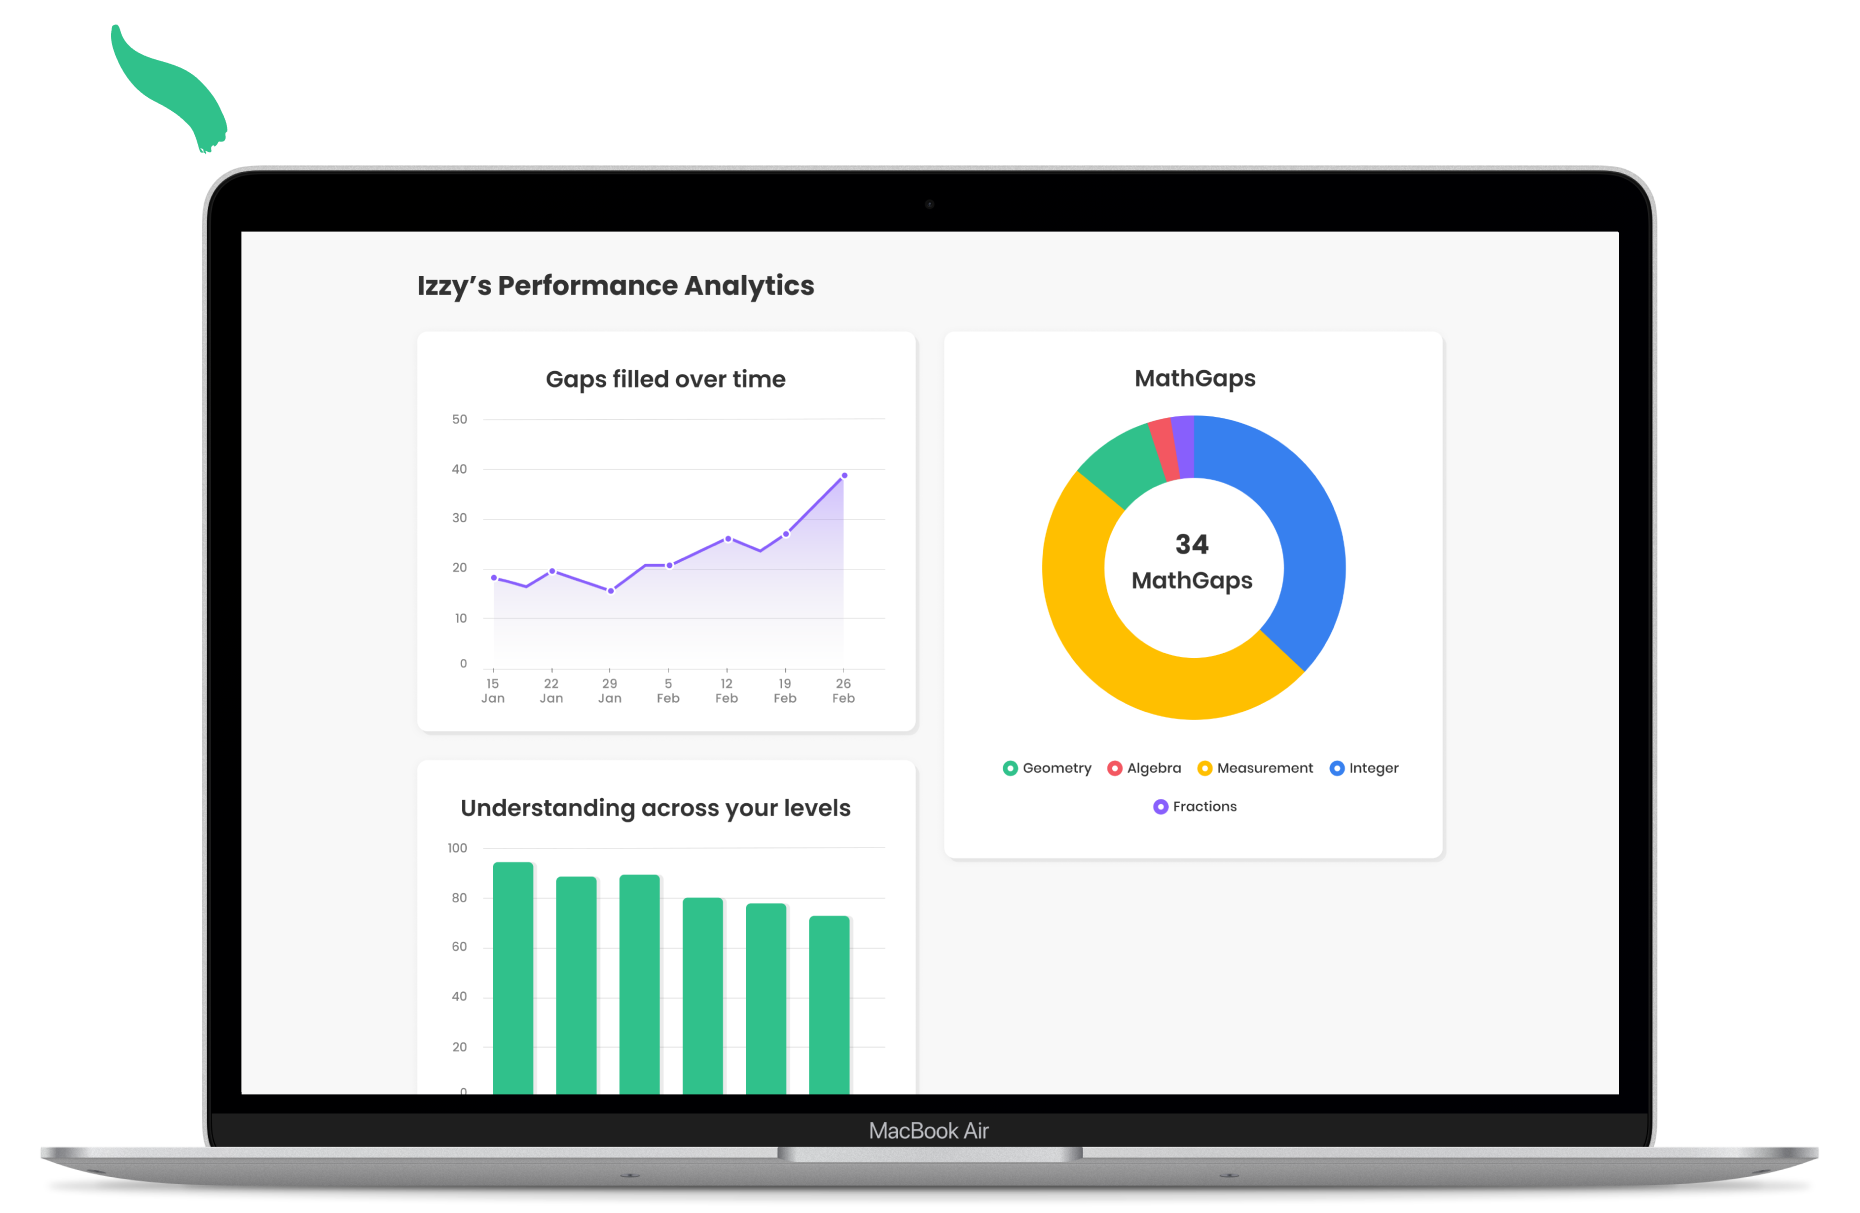 Izzy’s Performance Analytics
Gaps filled over time
50
40
30
20
10
0
15 22 29 5 12 19 26
Jan Jan Jan Feb Feb Feb Feb
MathGaps
34
MathGaps
Geometry Algebra Measurement Integer
Fractions
Understanding across your levels
100
80
60
40
20
0
MacBook Air